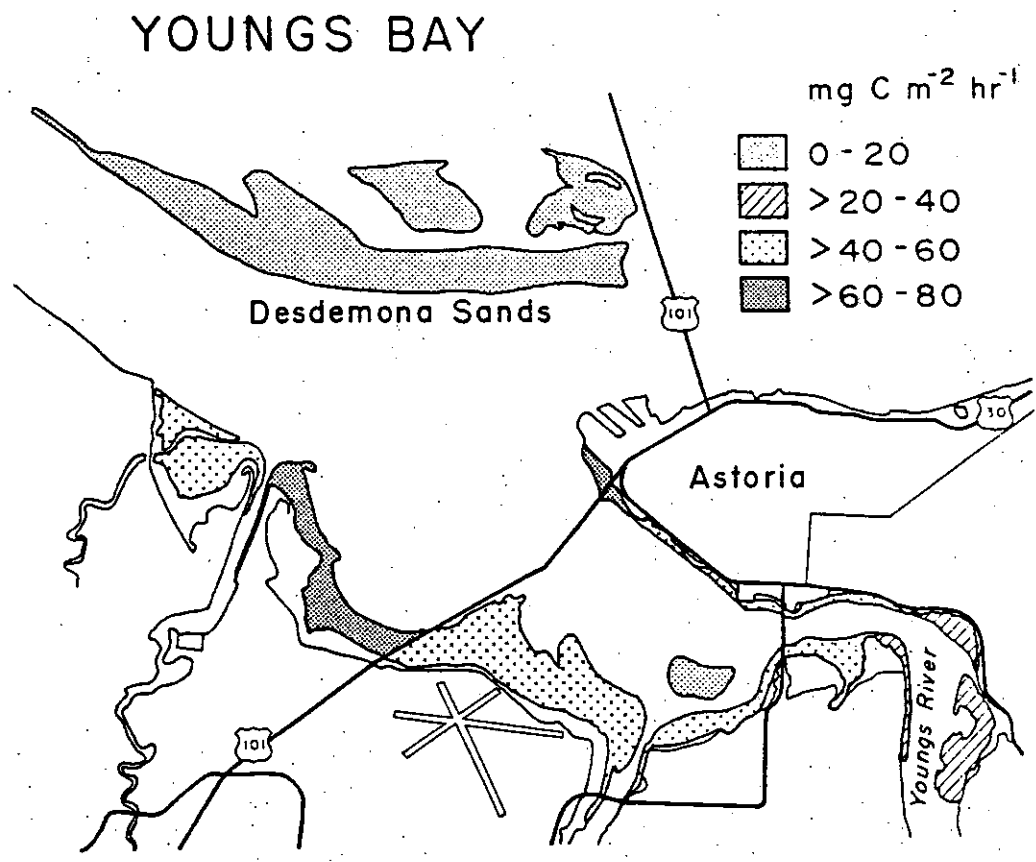 YOUNGS BAY
mg C m⁻² hr⁻¹
0-20
>20-40
>40-60
>60-80
Desdemona Sands
101
30
Astoria
Youngs River
101